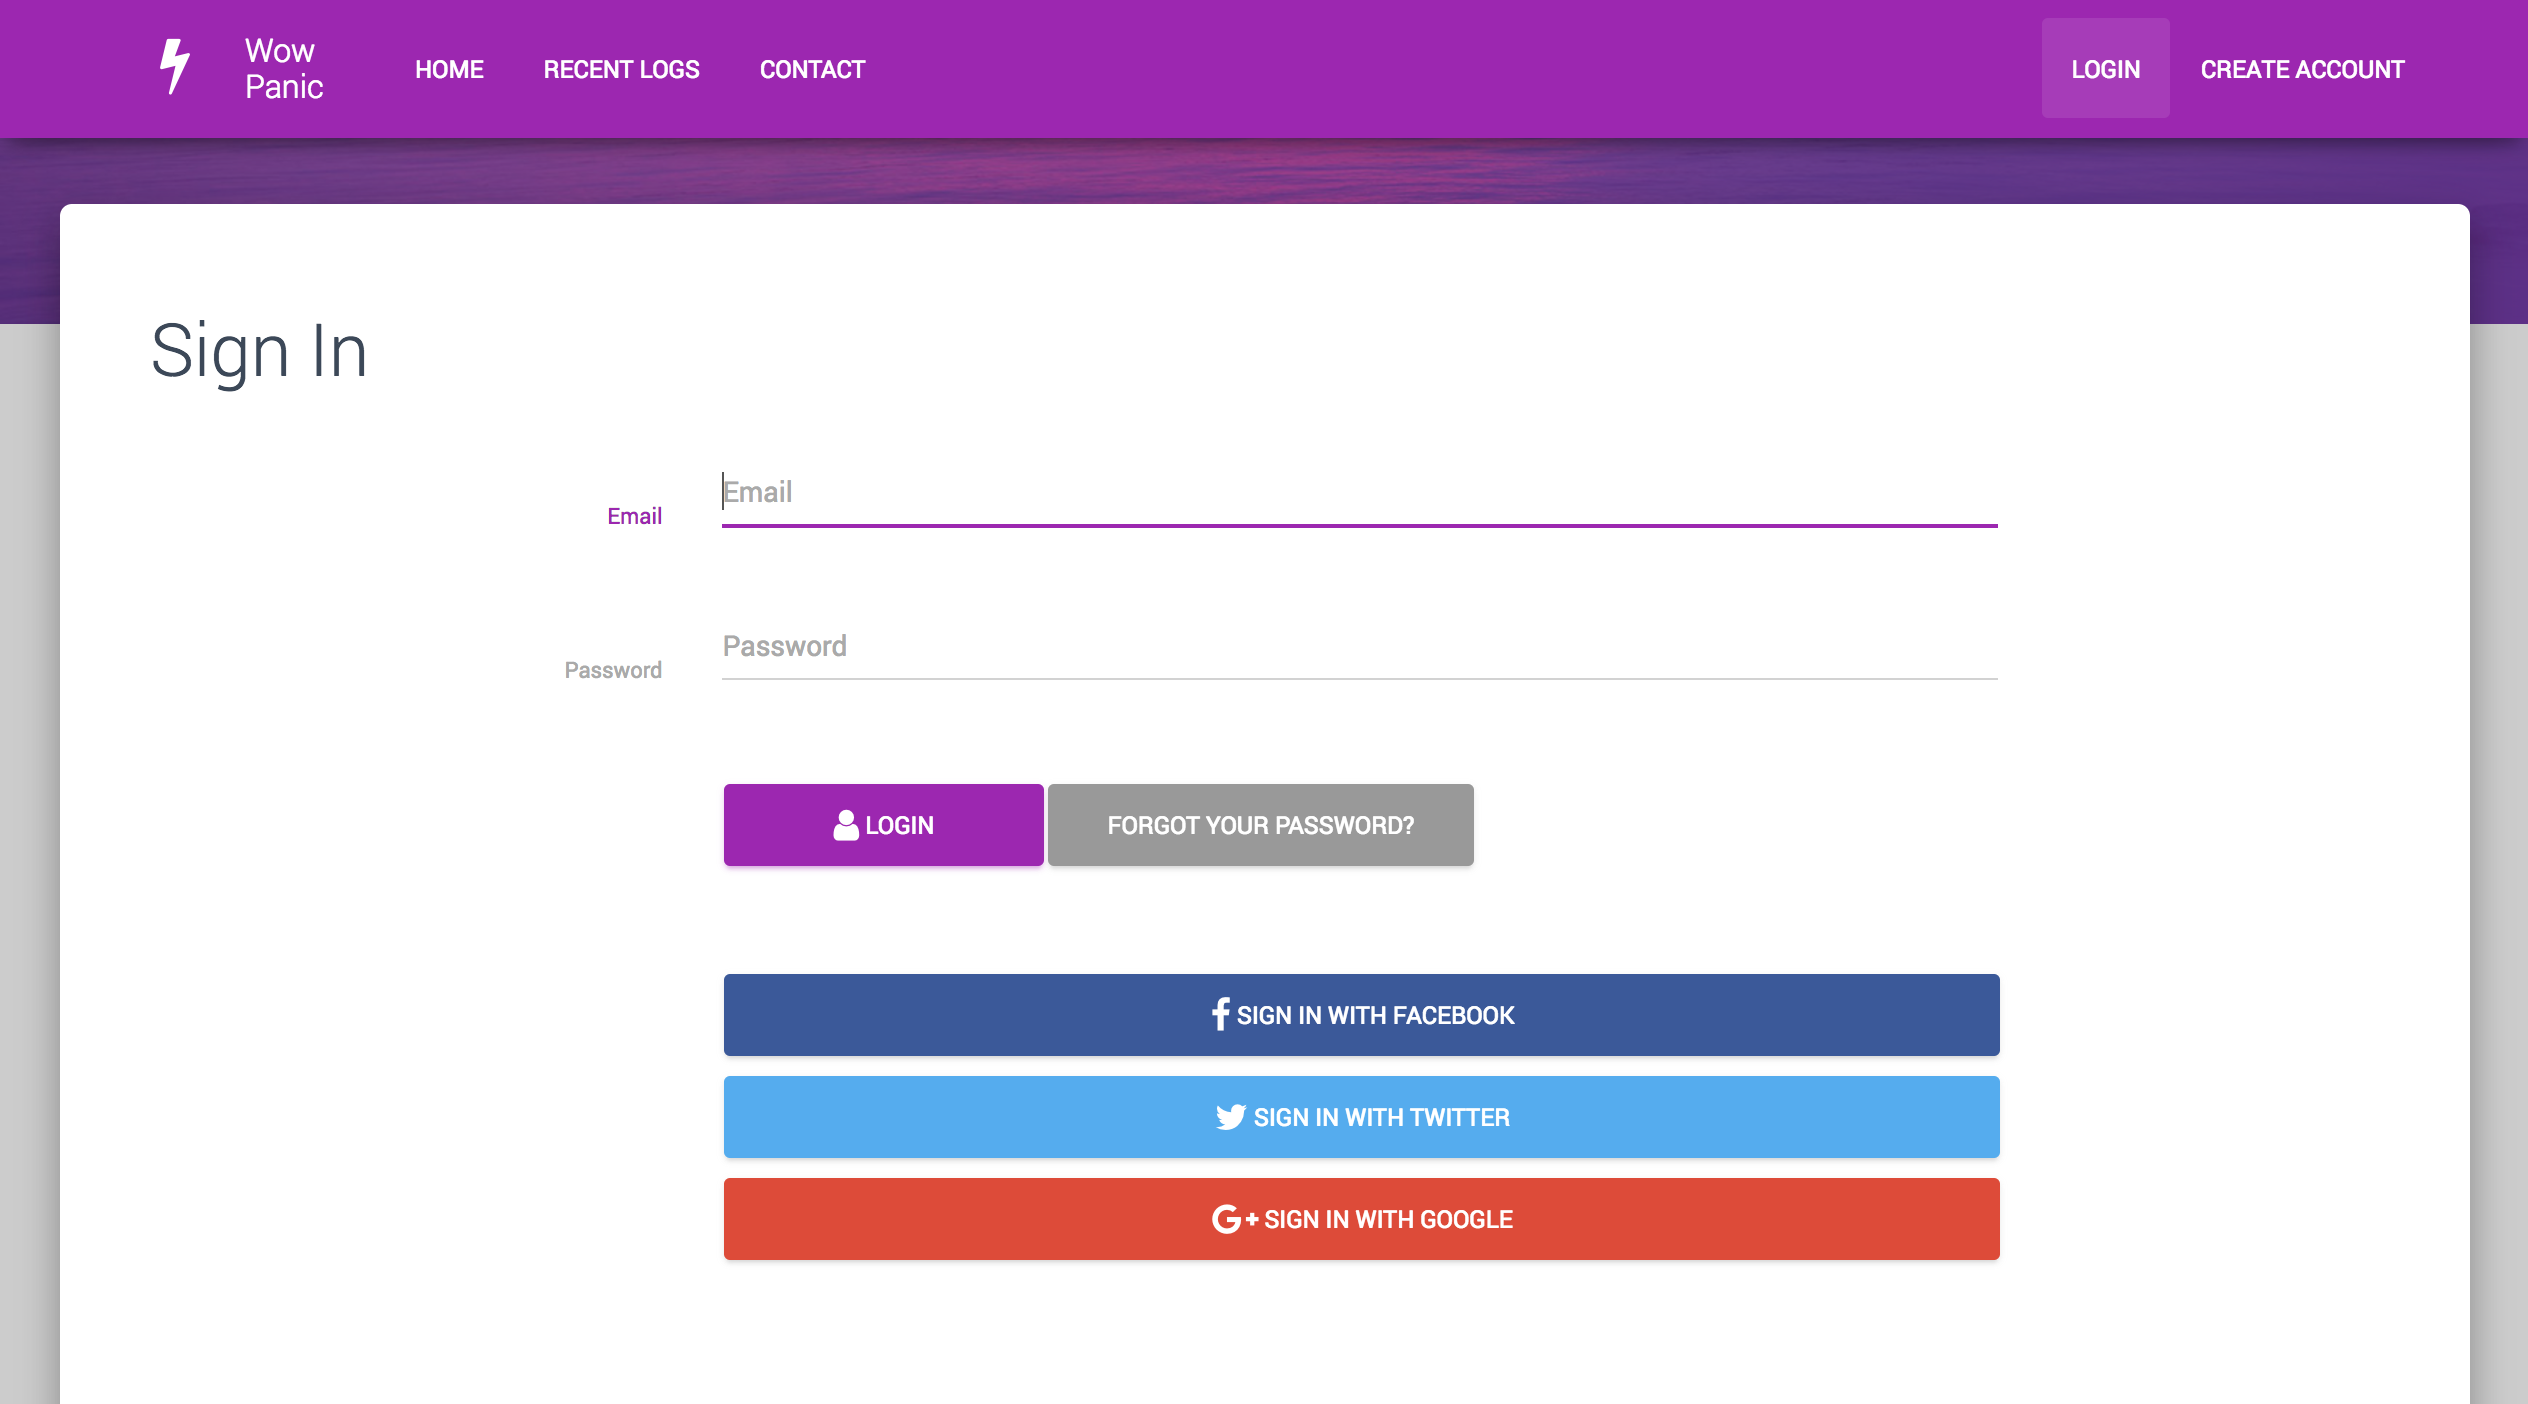 Wow
Panic
HOME
RECENT LOGS
CONTACT
LOGIN
CREATE ACCOUNT
Sign In
Email
Email
Password
Password
LOGIN
FORGOT YOUR PASSWORD?
SIGN IN WITH FACEBOOK
SIGN IN WITH TWITTER
G+ SIGN IN WITH GOOGLE